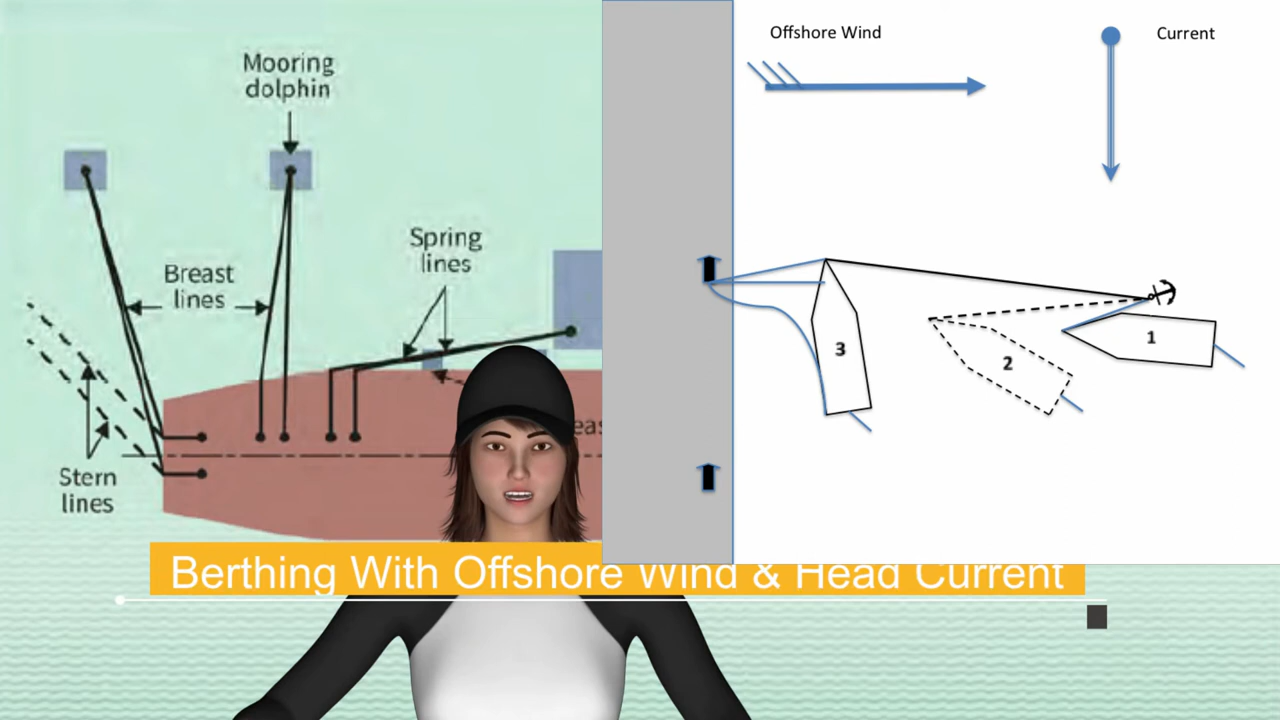 Mooring
dolphin
Breast
lines
Spring
lines
Stern
lines
Offshore Wind
Current
1
2
3
Berthing With Offshore Wind & Head Current